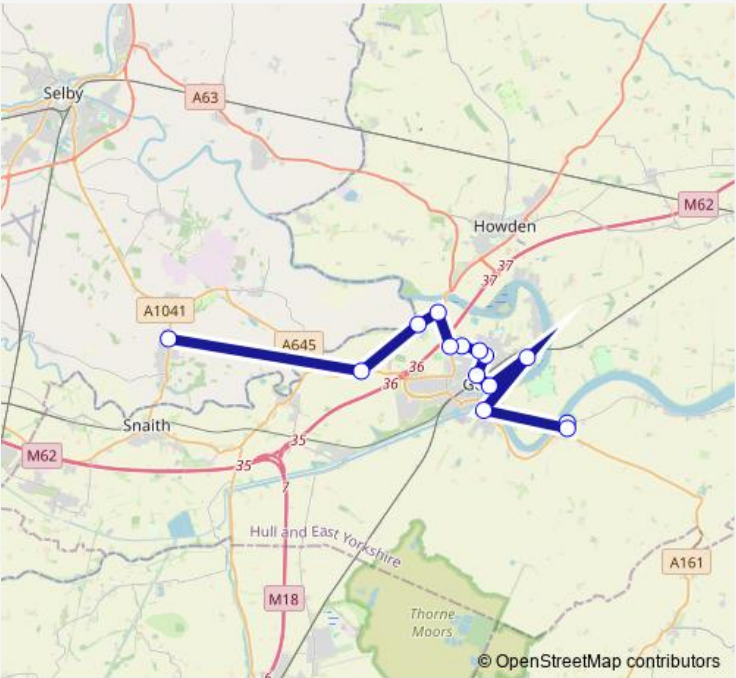 Selby
A63
M62
Howden
37
37
A1041
A645
36
36
G
Snaith
35
M62
35
7
Hull and East Yorkshire
A161
M18
Thorne
Moors
6
© OpenStreetMap contributors